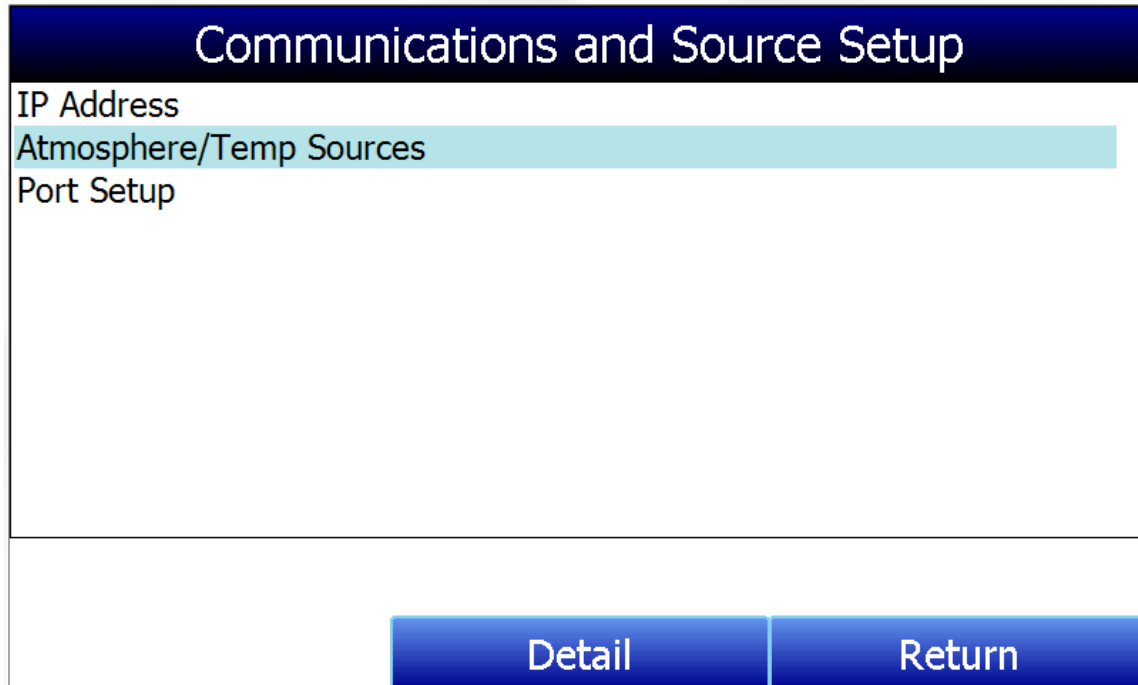 Communications and Source Setup
IP Address
Atmosphere/Temp Sources
Port Setup
Detail
Return